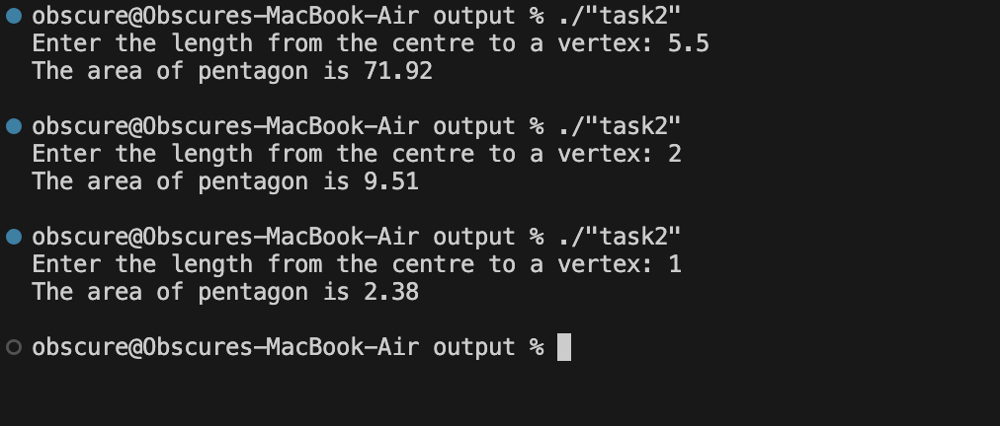 obscure@Obscures-MacBook-Air output % ./"task2"
Enter the length from the centre to a vertex: 5.5
The area of pentagon is 71.92
obscure@Obscures-MacBook-Air output % ./"task2"
Enter the length from the centre to a vertex: 2
The area of pentagon is 9.51
obscure@Obscures-MacBook-Air output % ./"task2"
Enter the length from the centre to a vertex: 1
The area of pentagon is 2.38
obscure@Obscures-MacBook-Air output %